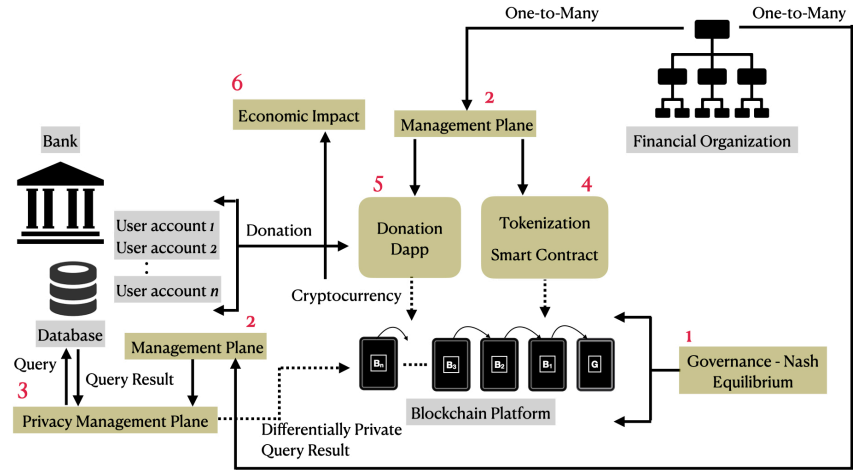 One-to-Many
One-to-Many
6
Economic Impact
2
Management Plane
Financial Organization
Bank
User account 1
User account 2
User account n
Donation
5
Donation
Dapp
4
Tokenization
Smart Contract
Cryptocurrency
Database
2
Management Plane
Query
Query Result
3
Privacy Management Plane
Differentially Private
Query Result
Bn
B3
B2
B1
G
Blockchain Platform
1
Governance - Nash
Equilibrium